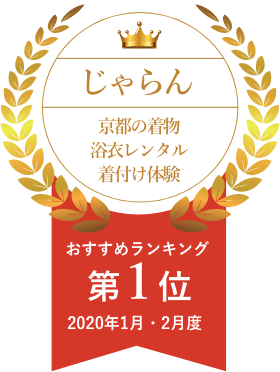 じゃらん
京都の着物
浴衣レンタル
着付け体験
おすすめランキング
第1位
2020年1月・2月度